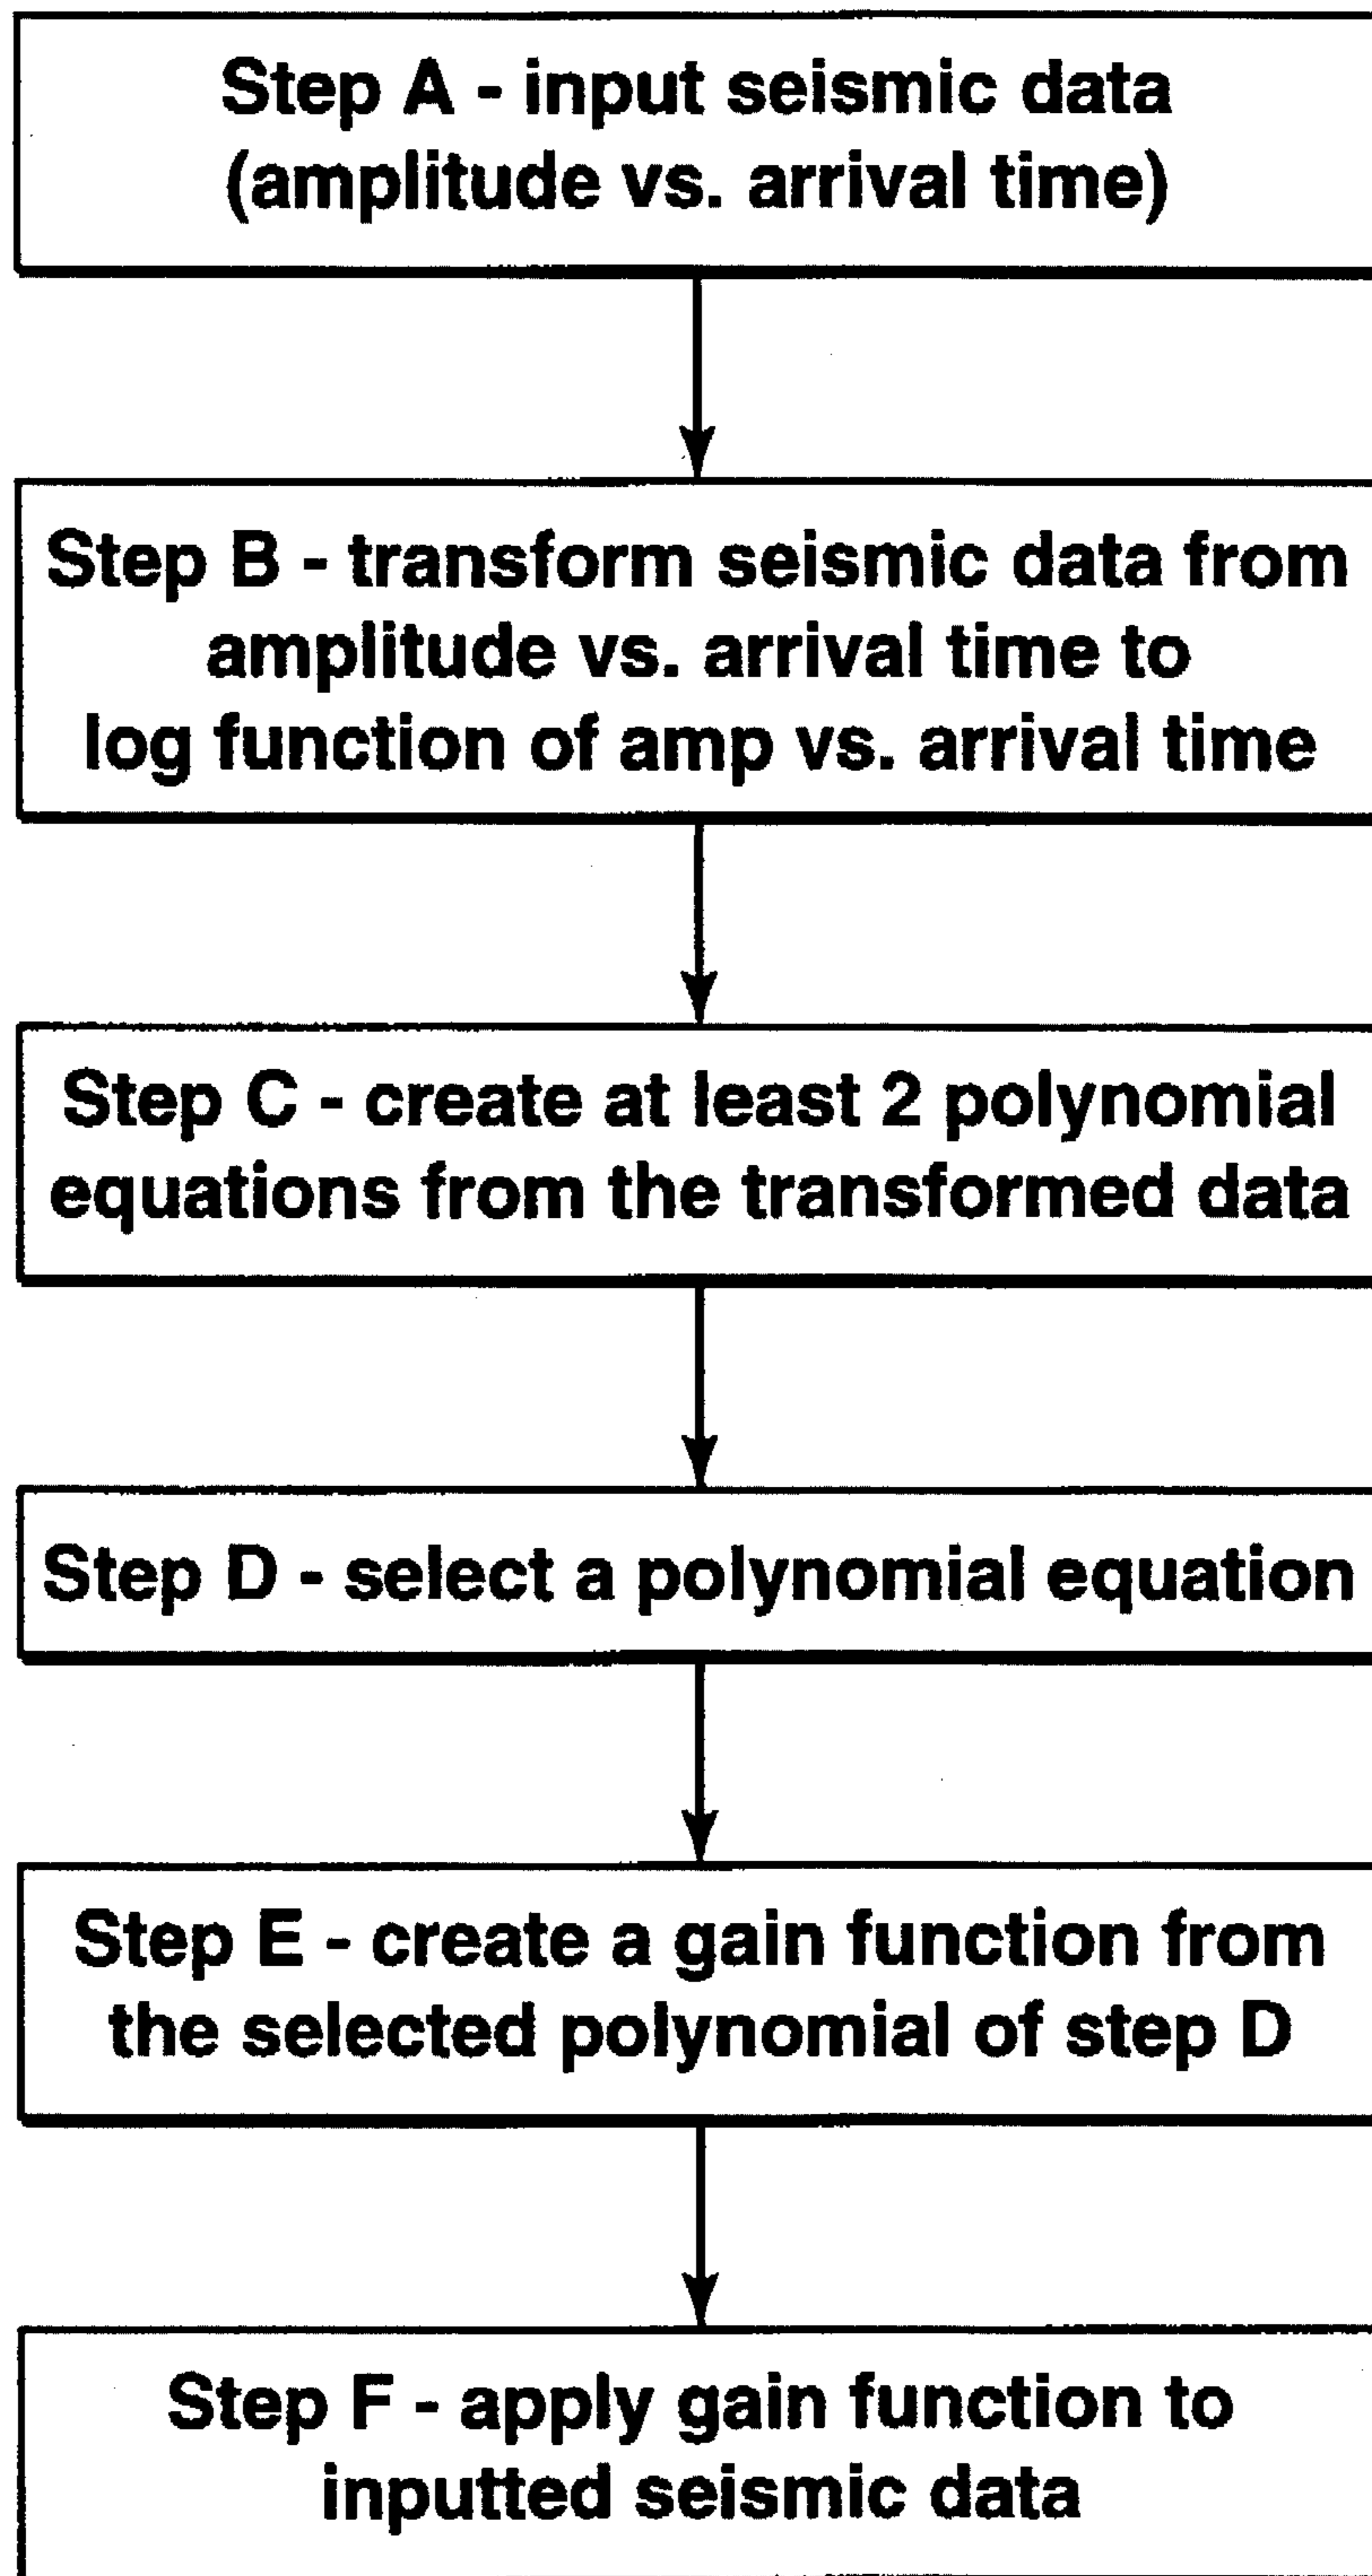 Step A - input seismic data
(amplitude vs. arrival time)
Step B - transform seismic data from
amplitude vs. arrival time to
log function of amp vs. arrival time
Step C - create at least 2 polynomial
equations from the transformed data
Step D - select a polynomial equation
Step E - create a gain function from
the selected polynomial of step D
Step F - apply gain function to
inputted seismic data